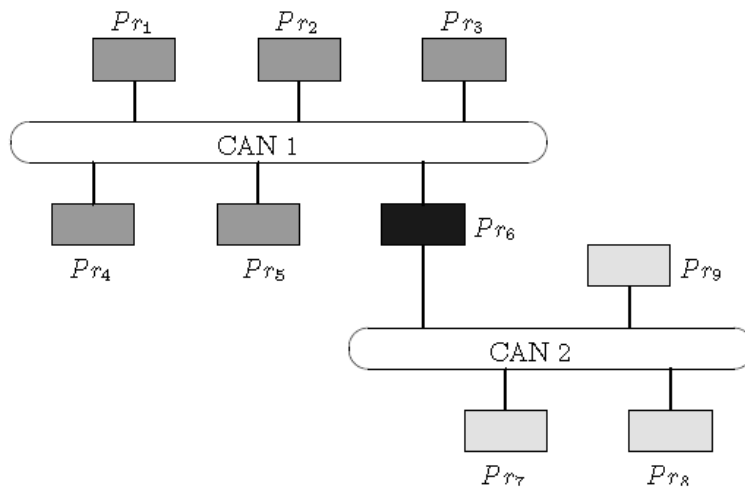 Pr₁ Pr₂ Pr₃
CAN 1
Pr₄ Pr₅ Pr₆
Pr₉
CAN 2
Pr₇ Pr₈